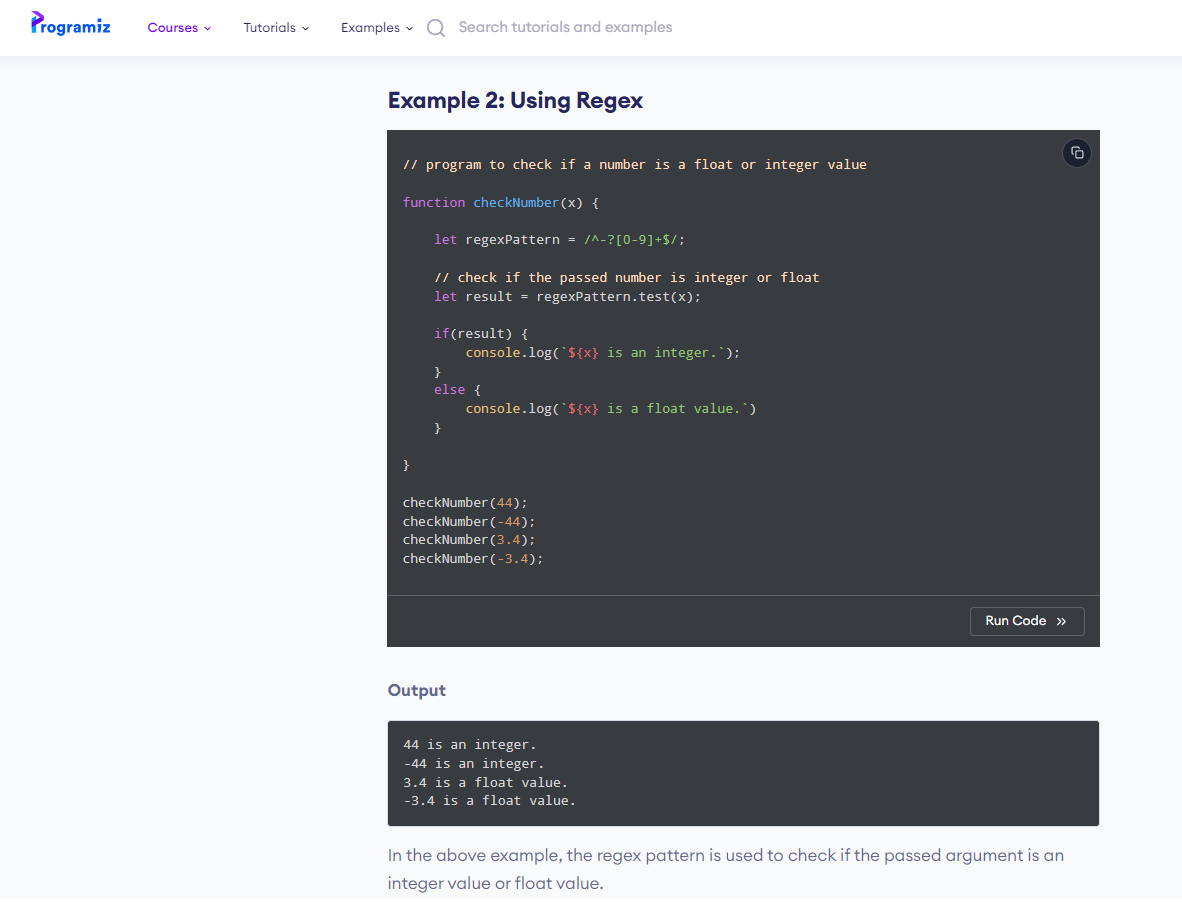 Programiz Courses Tutorials Examples Search tutorials and examples
Example 2: Using Regex
// program to check if a number is a float or integer value
function checkNumber(x) {
let regexPattern = /^-?[0-9]+$/;
// check if the passed number is integer or float
let result = regexPattern.test(x);
if(result) {
console.log(`${x} is an integer.`);
}
else {
console.log(`${x} is a float value.`)
}
}
checkNumber(44);
checkNumber(-44);
checkNumber(3.4);
checkNumber(-3.4);
Run Code »
Output
44 is an integer.
-44 is an integer.
3.4 is a float value.
-3.4 is a float value.
In the above example, the regex pattern is used to check if the passed argument is an
integer value or float value.